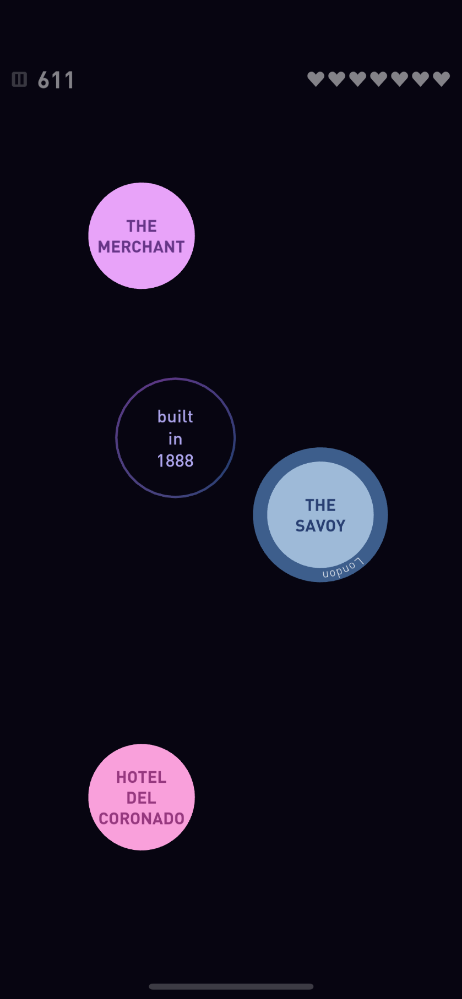 611
THE
MERCHANT
built
in
1888
THE
SAVOY
London
HOTEL
DEL
CORONADO